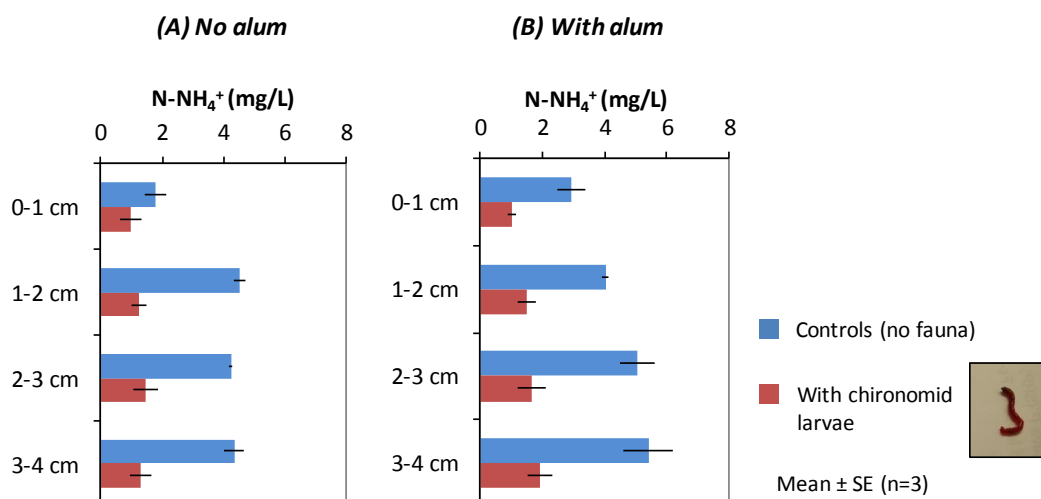 (A) No alum
N-NH₄⁺ (mg/L)
0 2 4 6 8
0-1 cm
1-2 cm
2-3 cm
3-4 cm
(B) With alum
N-NH₄⁺ (mg/L)
0 2 4 6 8
0-1 cm
1-2 cm
2-3 cm
3-4 cm
Controls (no fauna)
With chironomid
larvae
Mean ± SE (n=3)